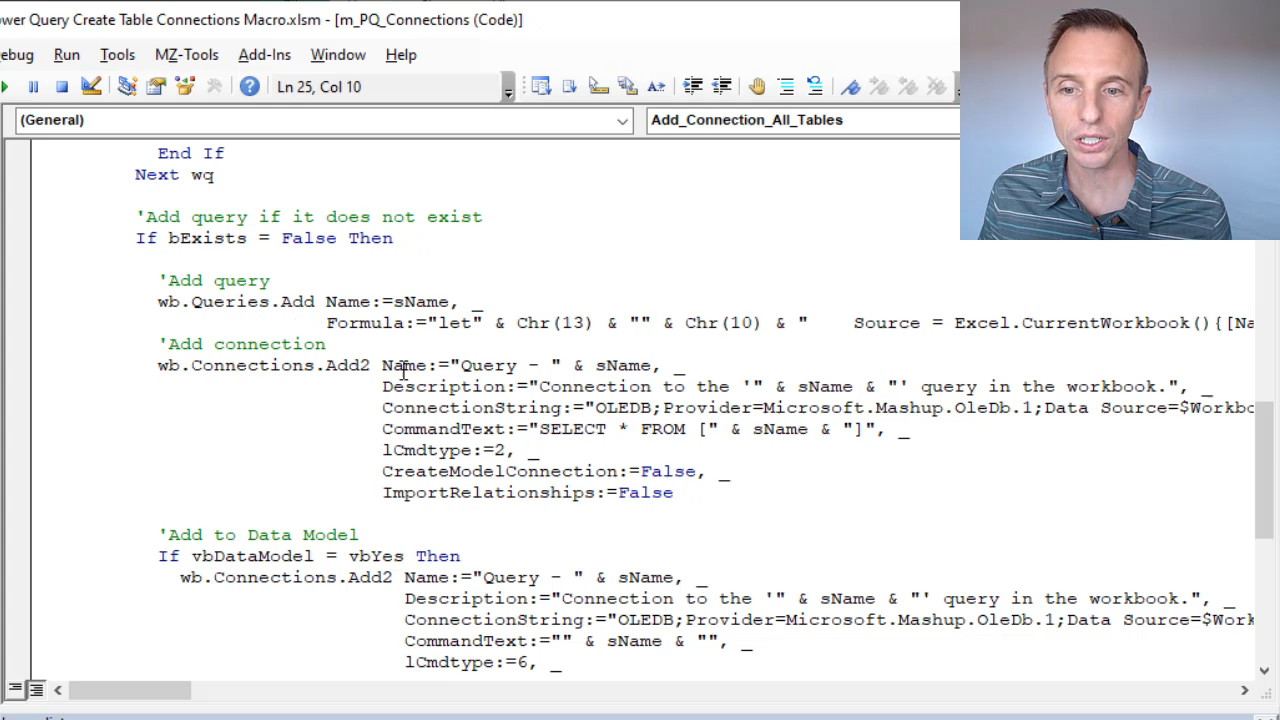 ower Query Create Table Connections Macro.xlsm - [m_PQ_Connections (Code)]
ebug Run Tools MZ-Tools Add-Ins Window Help
Ln 25, Col 10
(General) Add_Connection_All_Tables
End If
Next wq
'Add query if it does not exist
If bExists = False Then
'Add query
wb.Queries.Add Name:=sName, _
Formula:="let" & Chr(13) & "" & Chr(10) & "    Source = Excel.CurrentWorkbook(){[Na
'Add connection
wb.Connections.Add2 Name:="Query - " & sName, _
Description:="Connection to the '" & sName & "' query in the workbook.", _
ConnectionString:="OLEDB;Provider=Microsoft.Mashup.OleDb.1;Data Source=$Workbo
CommandText:="SELECT * FROM [" & sName & "]", _
lCmdtype:=2, _
CreateModelConnection:=False, _
ImportRelationships:=False
'Add to Data Model
If vbDataModel = vbYes Then
wb.Connections.Add2 Name:="Query - " & sName, _
Description:="Connection to the '" & sName & "' query in the workbook.", _
ConnectionString:="OLEDB;Provider=Microsoft.Mashup.OleDb.1;Data Source=$Work
CommandText:="" & sName & "", _
lCmdtype:=6, _